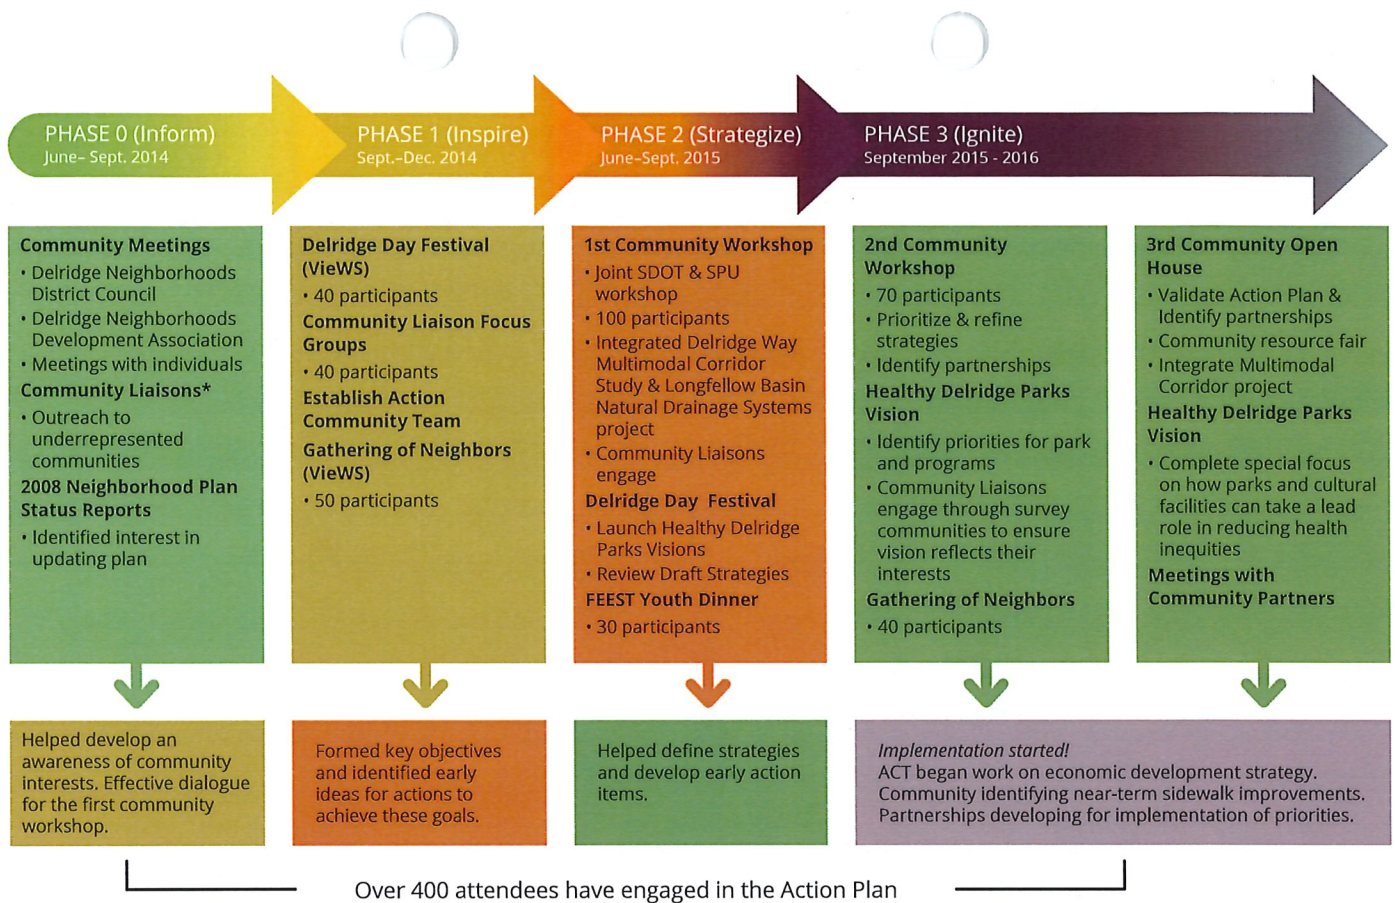 PHASE 0 (Inform)
June– Sept. 2014
PHASE 1 (Inspire)
Sept.–Dec. 2014
PHASE 2 (Strategize)
June–Sept. 2015
PHASE 3 (Ignite)
September 2015 - 2016
Community Meetings
• Delridge Neighborhoods
District Council
• Delridge Neighborhoods
Development Association
• Meetings with individuals
Community Liaisons*
• Outreach to
underrepresented
communities
2008 Neighborhood Plan
Status Reports
• Identified interest in
updating plan
Delridge Day Festival
(VieWS)
• 40 participants
Community Liaison Focus
Groups
• 40 participants
Establish Action
Community Team
Gathering of Neighbors
(VieWS)
• 50 participants
1st Community Workshop
• Joint SDOT & SPU
workshop
• 100 participants
• Integrated Delridge Way
Multimodal Corridor
Study & Longfellow Basin
Natural Drainage Systems
project
• Community Liaisons
engage
Delridge Day Festival
• Launch Healthy Delridge
Parks Visions
• Review Draft Strategies
FEEST Youth Dinner
• 30 participants
2nd Community
Workshop
• 70 participants
• Prioritize & refine
strategies
• Identify partnerships
Healthy Delridge Parks
Vision
• Identify priorities for park
and programs
• Community Liaisons
engage through survey
communities to ensure
vision reflects their
interests
Gathering of Neighbors
• 40 participants
3rd Community Open
House
• Validate Action Plan &
Identify partnerships
• Community resource fair
• Integrate Multimodal
Corridor project
Healthy Delridge Parks
Vision
• Complete special focus
on how parks and cultural
facilities can take a lead
role in reducing health
inequities
Meetings with
Community Partners
Helped develop an
awareness of community
interests. Effective dialogue
for the first community
workshop.
Formed key objectives
and identified early
ideas for actions to
achieve these goals.
Helped define strategies
and develop early action
items.
Implementation started!
ACT began work on economic development strategy.
Community identifying near-term sidewalk improvements.
Partnerships developing for implementation of priorities.
Over 400 attendees have engaged in the Action Plan